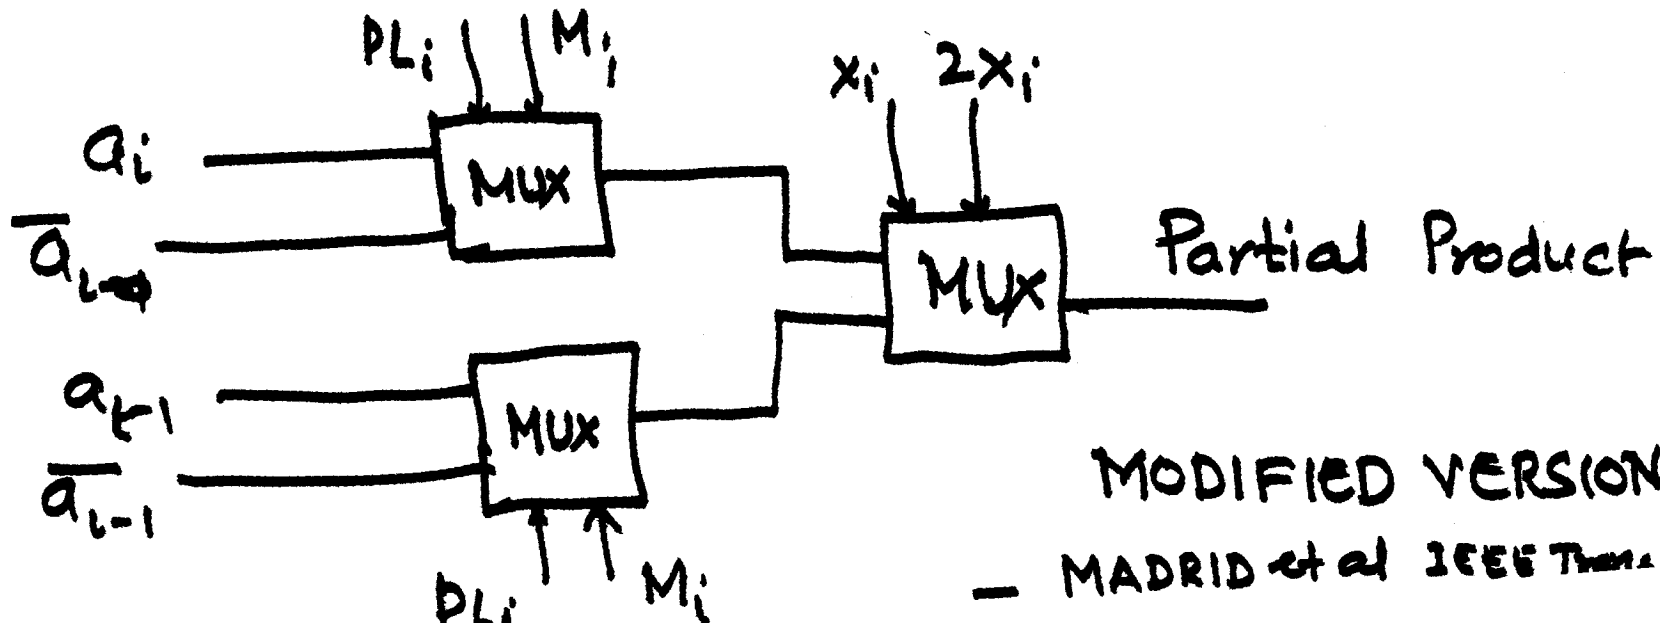 PLi Mi
xi 2xi
ai
MUX
a̅i
MUX
Partial Product
ai-1
MUX
a̅i-1
PLi Mi
MODIFIED VERSION
— MADRID et al IEEE Trans.